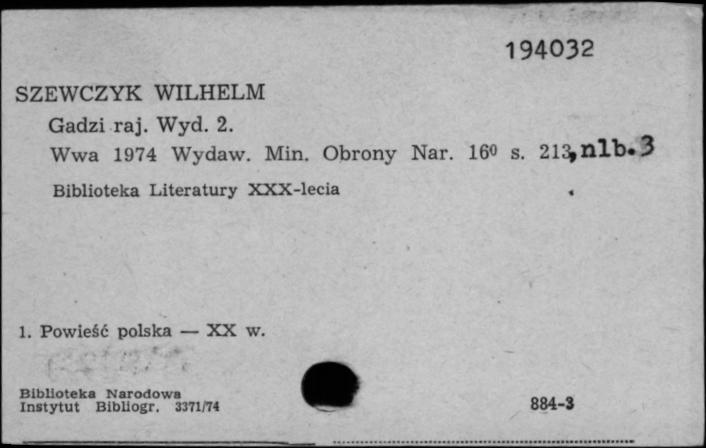 194032
SZEWCZYK WILHELM
Gadzi raj. Wyd. 2.
Wwa 1974 Wydaw. Min. Obrony Nar. 16⁰ s. 213, nlb. 3
Biblioteka Literatury XXX-lecia
1. Powieść polska — XX w.
Biblioteka Narodowa
Instytut Bibliogr. 3371/74
884-3